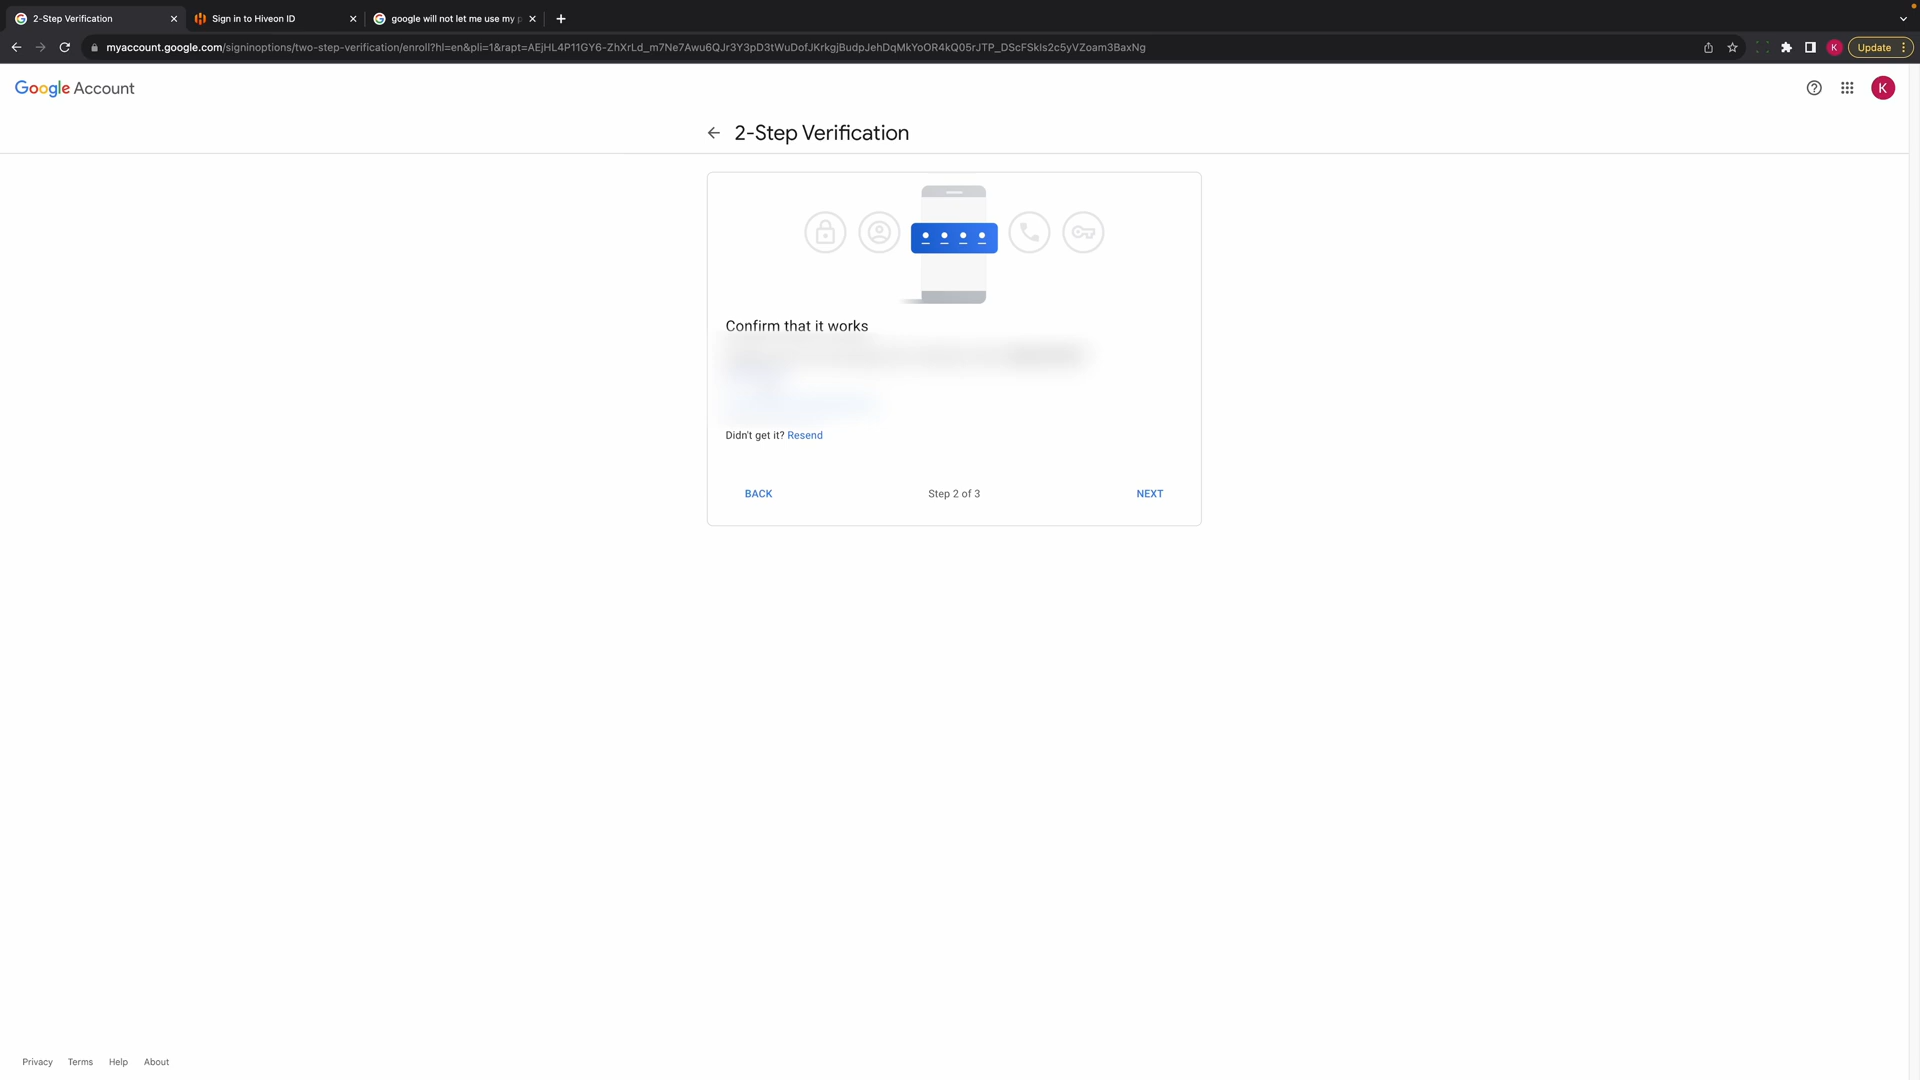 2-Step Verification
Sign in to Hiveon ID
google will not let me use my p
myaccount.google.com/signinoptions/two-step-verification/enroll?hl=en&pli=1&rapt=AEjHL4P11GY6-ZhXrLd_m7Ne7Awu6QJr3Y3pD3tWuDofJKrkgjBudpJehDqMkYoOR4kQ05rJTP_DScFSkIs2c5yVZoam3BaxNg
K
Update
Google Account
K
2-Step Verification
Confirm that it works
Didn't get it? Resend
BACK
Step 2 of 3
NEXT
Privacy Terms Help About